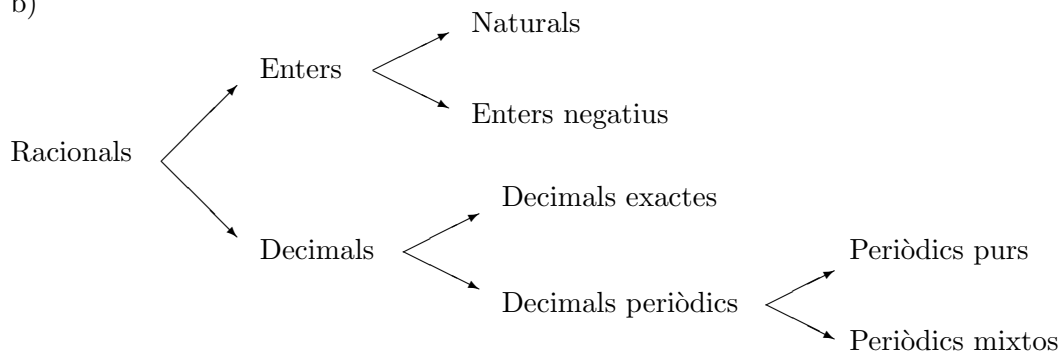 b)
Naturals
Enters
Enters negatius
Racionals
Decimals exactes
Decimals
Periòdics purs
Decimals periòdics
Periòdics mixtos